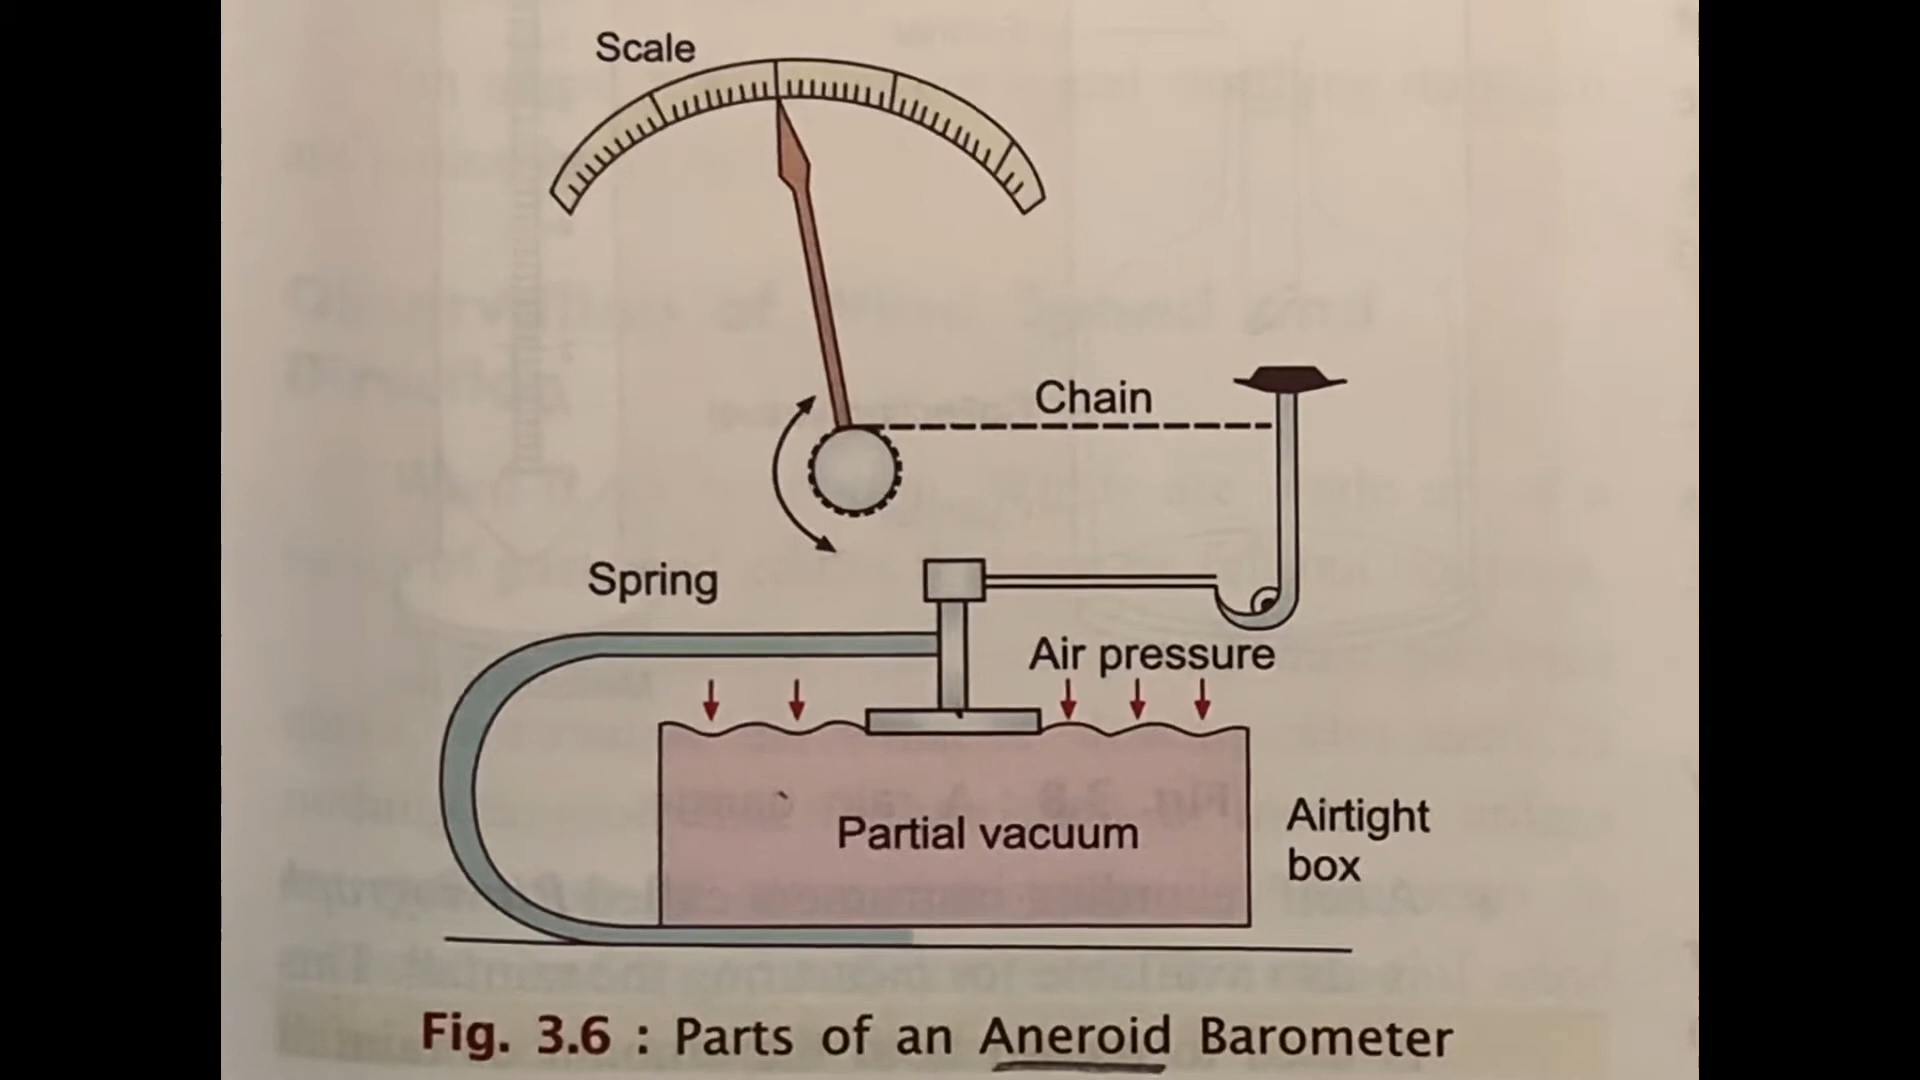 Scale
Chain
Spring
Air pressure
Partial vacuum
Airtight
box
Fig. 3.6 : Parts of an Aneroid Barometer